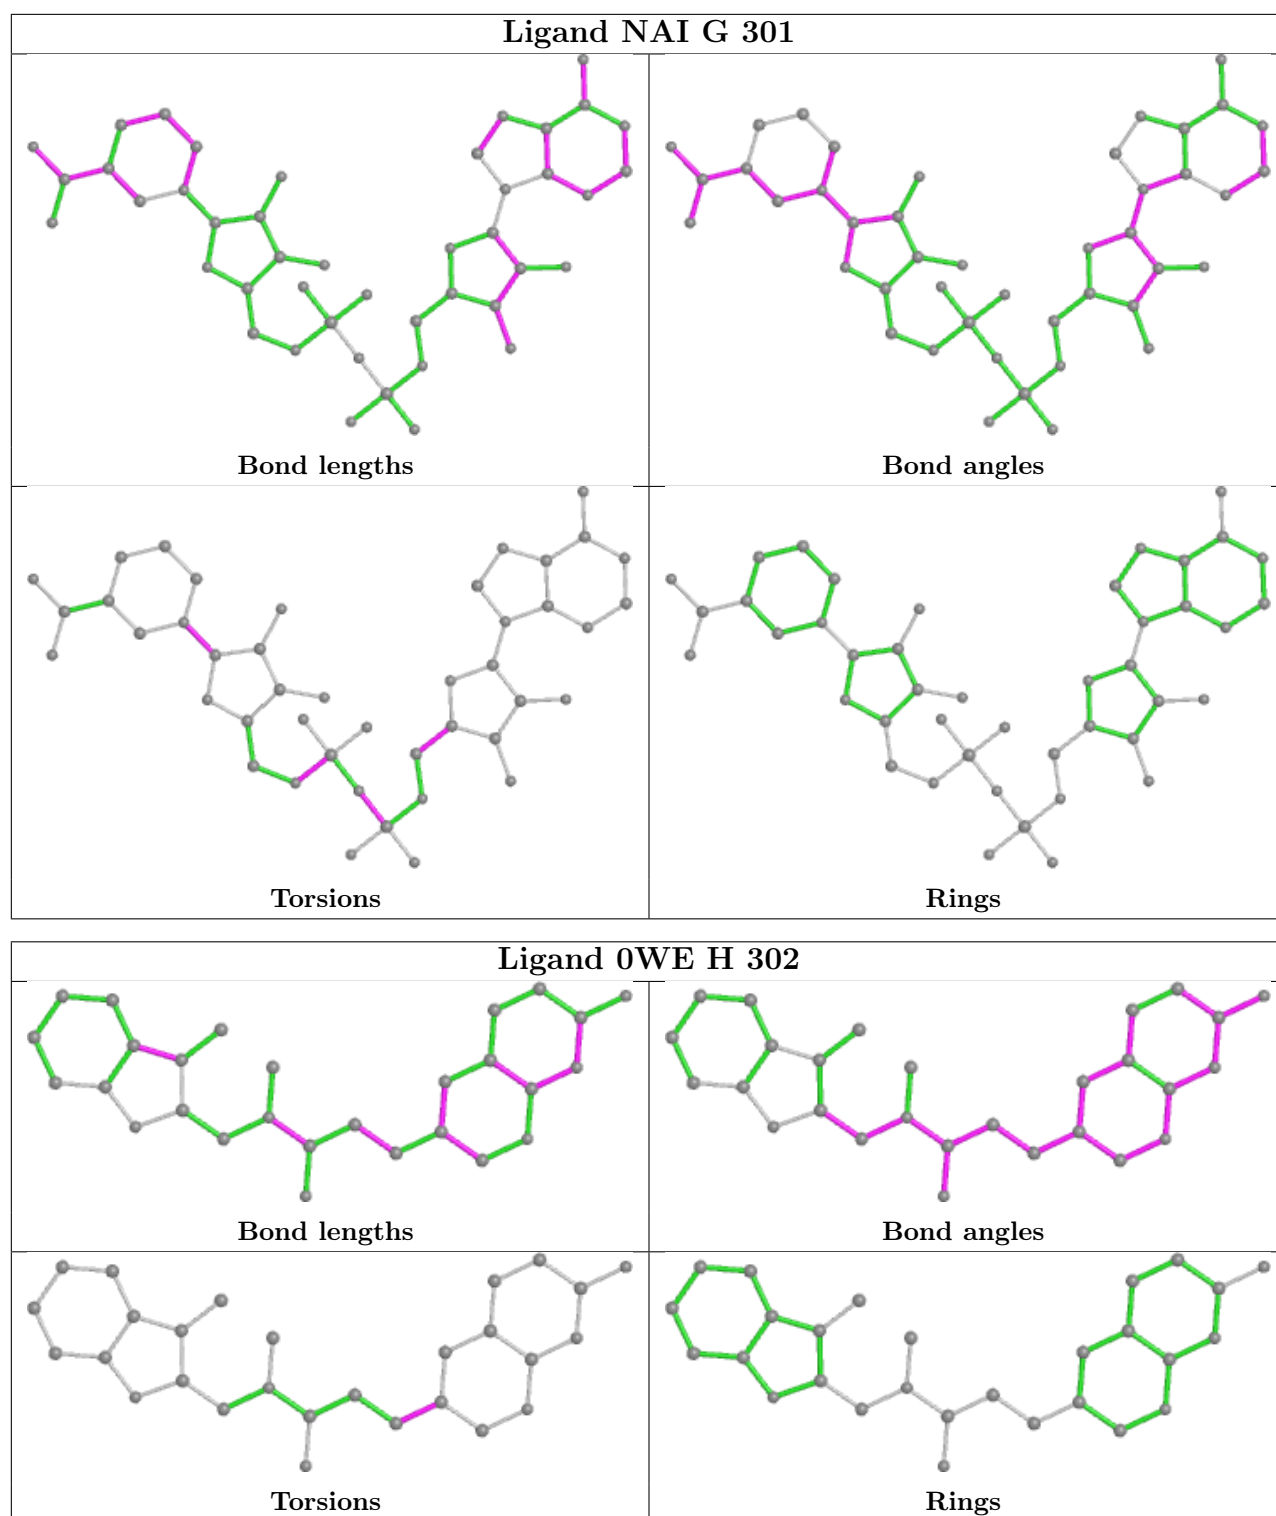 Ligand NAI G 301
Bond lengths
Bond angles
Torsions
Rings
Ligand 0WE H 302
Bond lengths
Bond angles
Torsions
Rings